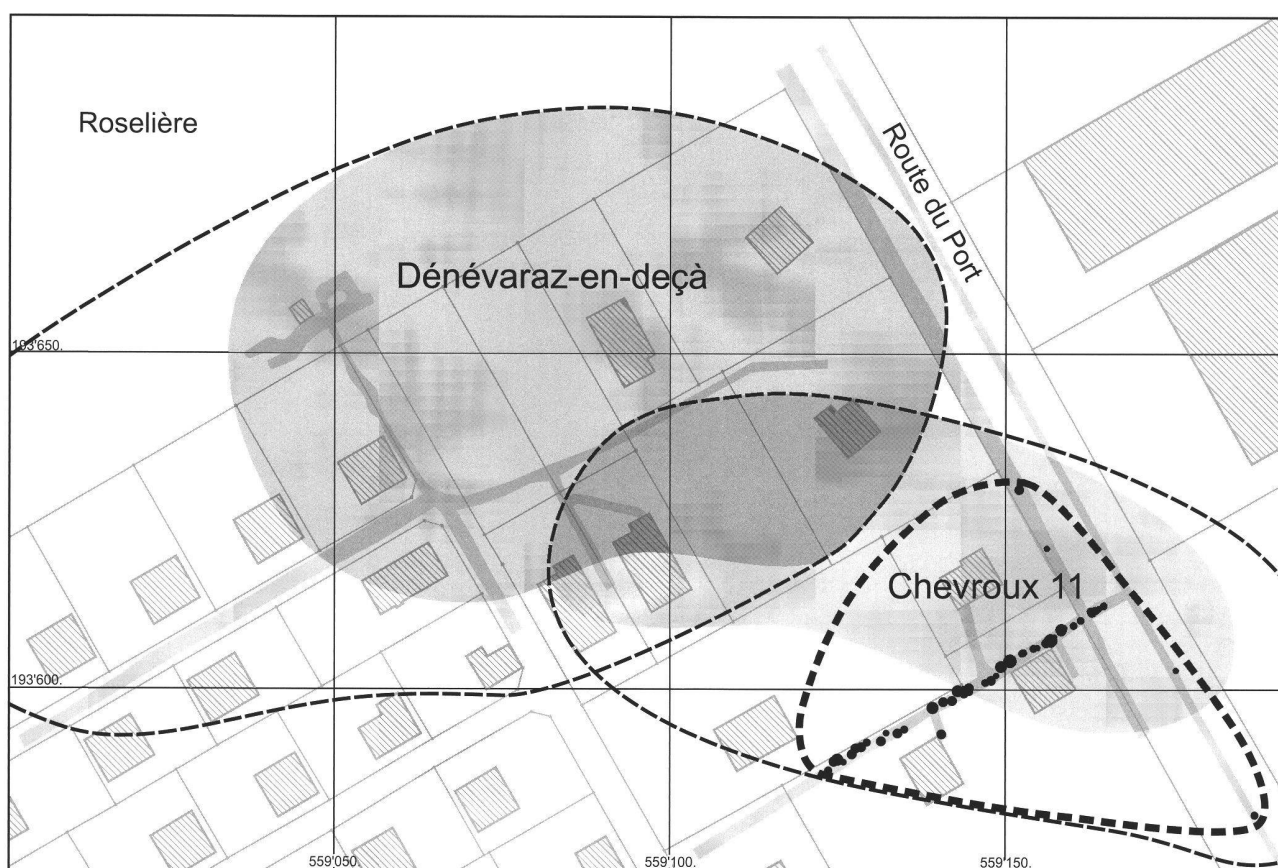 Roselière
Route du Port
Dénévaraz-en-deçà
193'650.
Chevroux 11
193'600.
559'050.
559'100.
559'150.